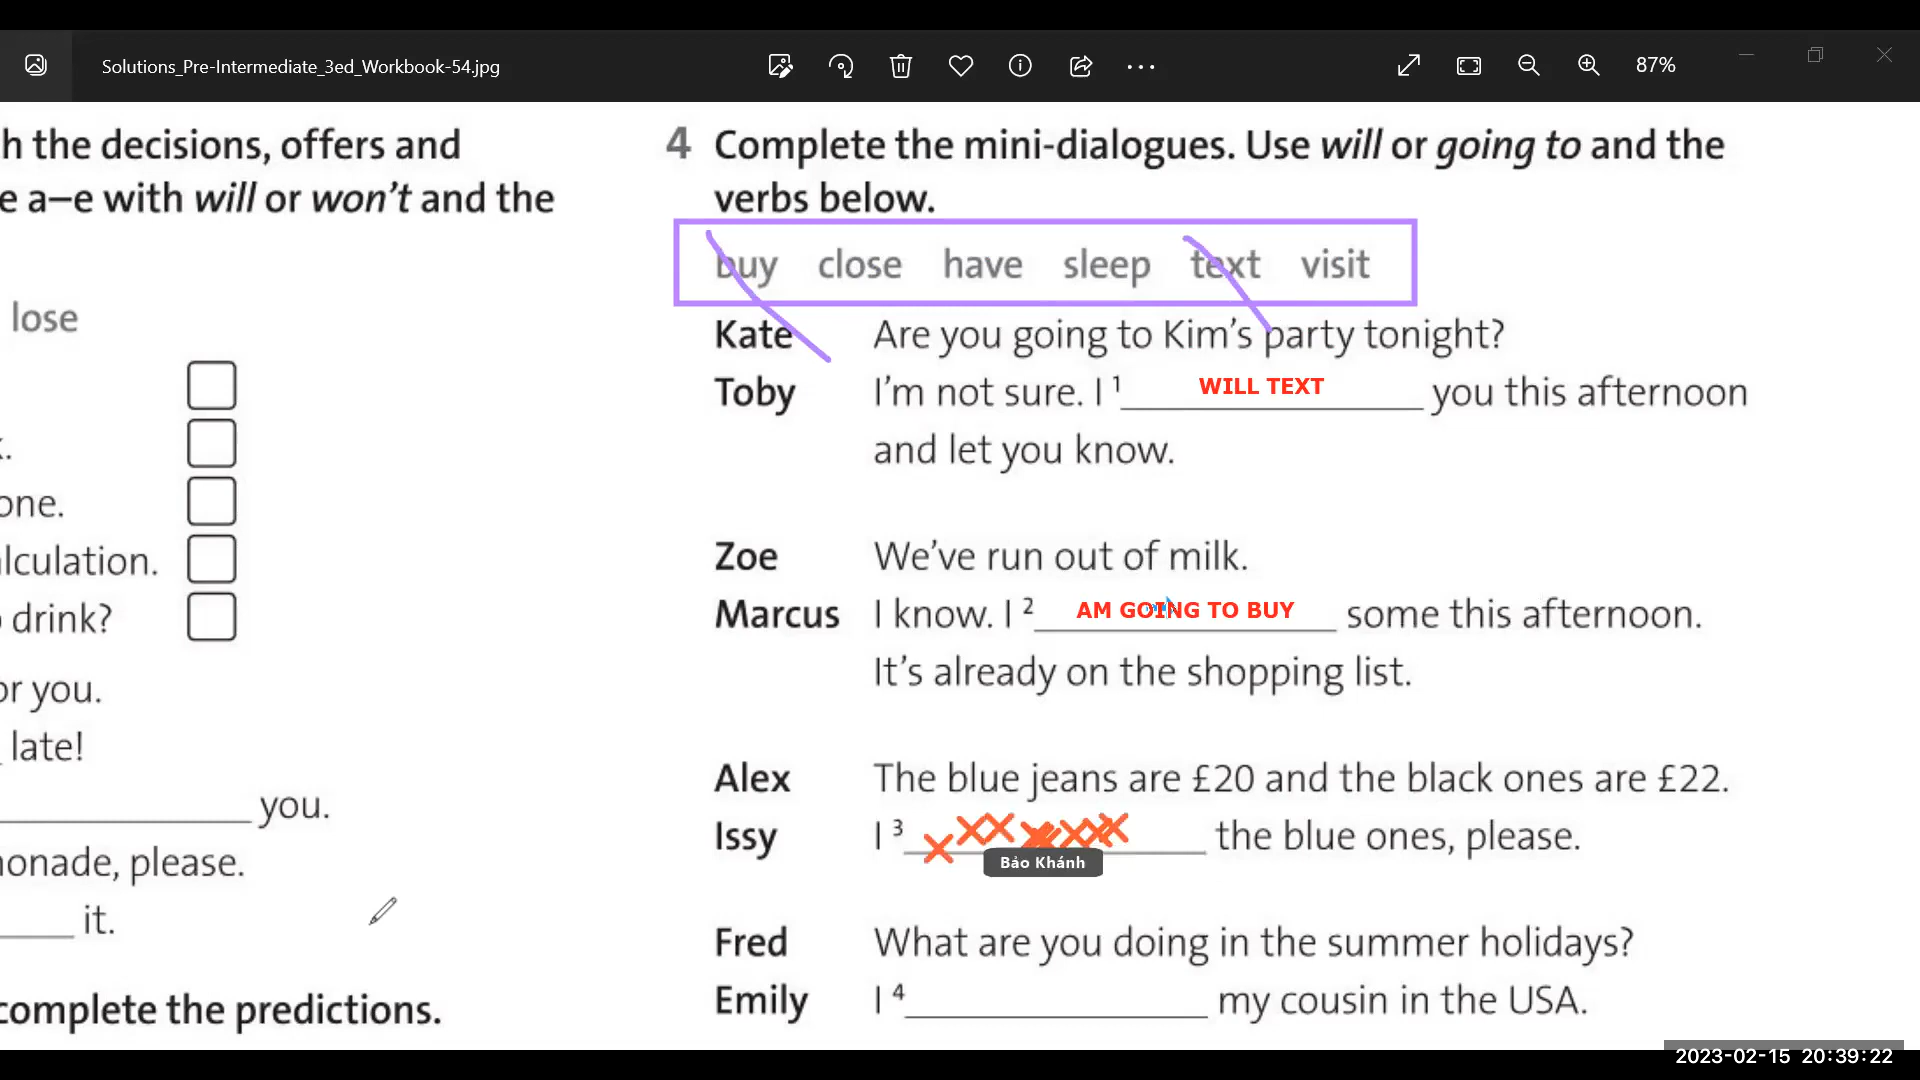 Solutions_Pre-Intermediate_3ed_Workbook-54.jpg
87%
h the decisions, offers and
e a–e with will or won't and the
lose
one.
alculation.
drink?
or you.
late!
you.
monade, please.
it.
complete the predictions.
4 Complete the mini-dialogues. Use will or going to and the
verbs below.
buy close have sleep text visit
Kate Are you going to Kim's party tonight?
Toby I'm not sure. I 1 WILL TEXT you this afternoon
and let you know.
Zoe We've run out of milk.
Marcus I know. I 2 AM GOING TO BUY some this afternoon.
It's already on the shopping list.
Alex The blue jeans are £20 and the black ones are £22.
Issy I 3 the blue ones, please.
Bảo Khánh
Fred What are you doing in the summer holidays?
Emily I 4 my cousin in the USA.
2023-02-15 20:39:22